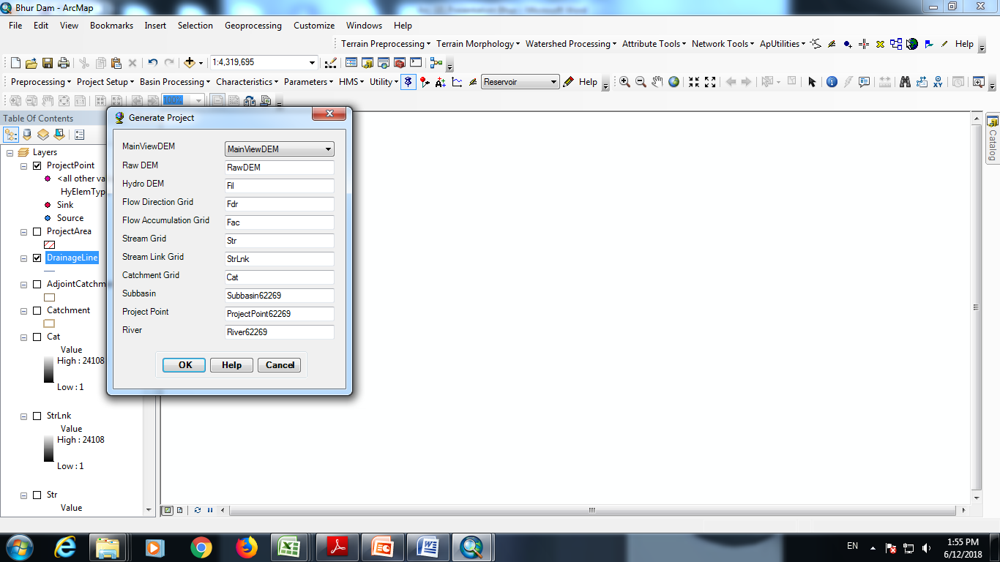 Bhur Dam - ArcMap
File Edit View Bookmarks Insert Selection Geoprocessing Customize Windows Help
Terrain Preprocessing Terrain Morphology Watershed Processing Attribute Tools Network Tools ApUtilities Help
1:4,319,695
Preprocessing Project Setup Basin Processing Characteristics Parameters HMS Utility Reservoir Help
100%
Table Of Contents
Layers
ProjectPoint
<all other va
HyElemTyp
Sink
Source
ProjectArea
DrainageLine
AdjointCatchm
Catchment
Cat
Value
High : 24108
Low : 1
StrLnk
Value
High : 24108
Low : 1
Str
Value
Generate Project
MainViewDEM MainViewDEM
Raw DEM RawDEM
Hydro DEM Fil
Flow Direction Grid Fdr
Flow Accumulation Grid Fac
Stream Grid Str
Stream Link Grid StrLnk
Catchment Grid Cat
Subbasin Subbasin62269
Project Point ProjectPoint62269
River River62269
OK Help Cancel
Catalog
EN
1:55 PM
6/12/2018